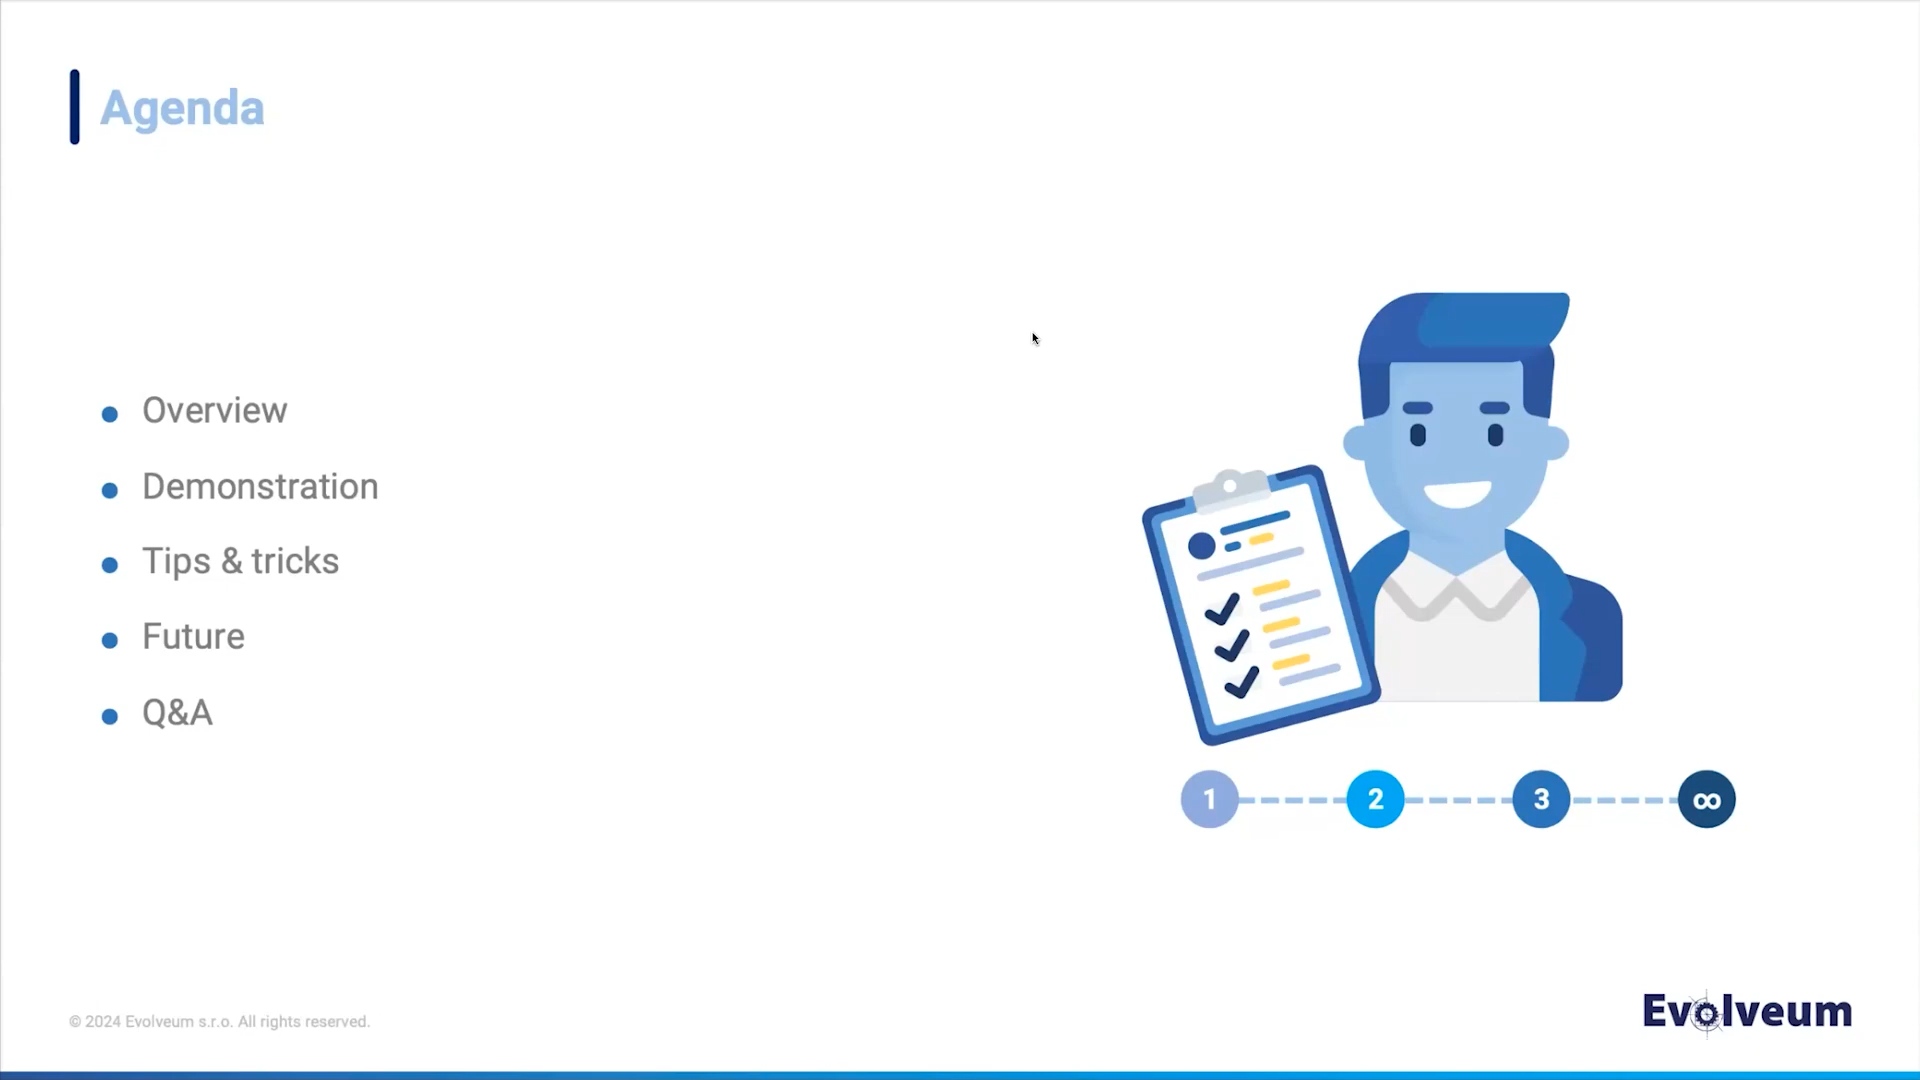 Agenda
Overview
Demonstration
Tips & tricks
Future
Q&A
1
2
3
∞
© 2024 Evolveum s.r.o. All rights reserved.
Evolveum